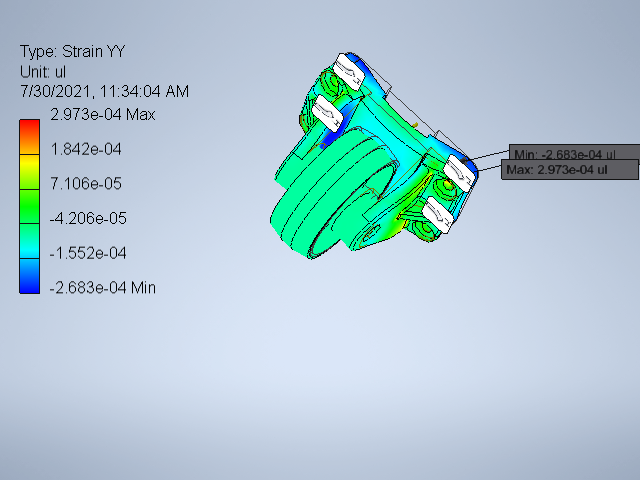 Type: Strain YY
Unit: ul
7/30/2021, 11:34:04 AM
2.973e-04 Max
1.842e-04
7.106e-05
-4.206e-05
-1.552e-04
-2.683e-04 Min
Min: -2.683e-04 ul
Max: 2.973e-04 ul